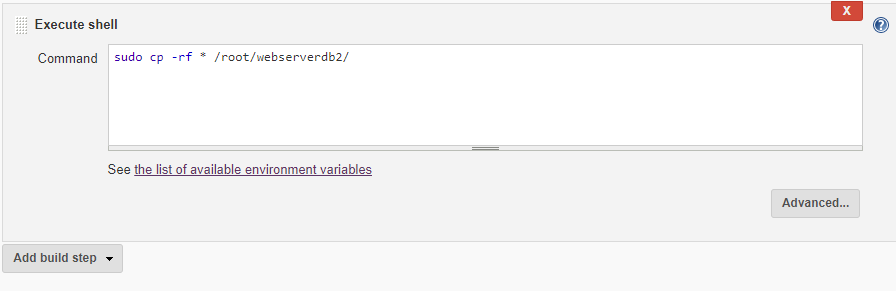 X
Execute shell
?
Command
sudo cp -rf * /root/webserverdb2/
See the list of available environment variables
Advanced...
Add build step